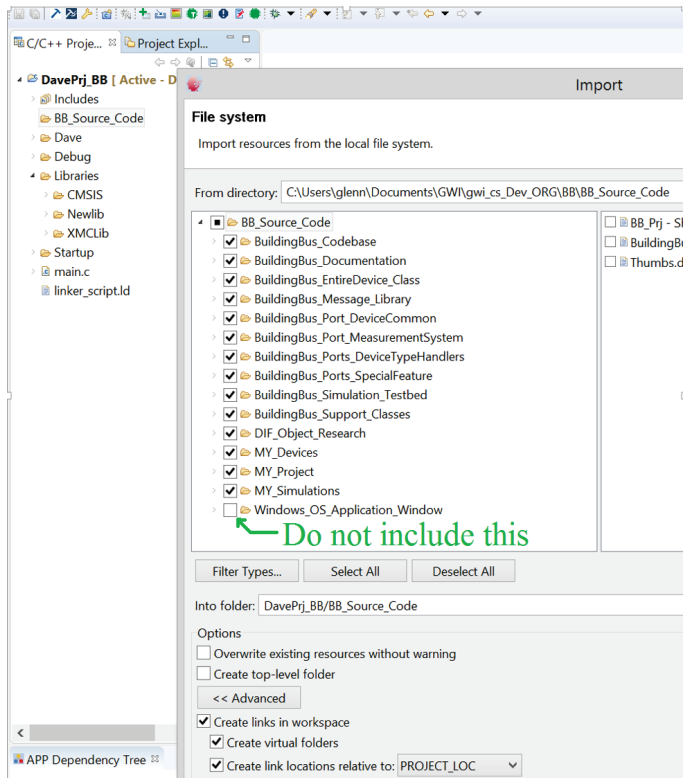 C/C++ Proje...
Project Expl...
DavePrj_BB [ Active - D
Includes
BB_Source_Code
Dave
Debug
Libraries
CMSIS
Newlib
XMCLib
Startup
main.c
linker_script.ld
APP Dependency Tree
Import
File system
Import resources from the local file system.
From directory: C:\Users\glenn\Documents\GWI\gwi_cs_Dev_ORG\BB\BB_Source_Code
BB_Source_Code
BuildingBus_Codebase
BuildingBus_Documentation
BuildingBus_EntireDevice_Class
BuildingBus_Message_Library
BuildingBus_Port_DeviceCommon
BuildingBus_Port_MeasurementSystem
BuildingBus_Ports_DeviceTypeHandlers
BuildingBus_Ports_SpecialFeature
BuildingBus_Simulation_Testbed
BuildingBus_Support_Classes
DIF_Object_Research
MY_Devices
MY_Project
MY_Simulations
Windows_OS_Application_Window
Do not include this
BB_Prj - Sl
BuildingBu
Thumbs.d
Filter Types...
Select All
Deselect All
Into folder: DavePrj_BB/BB_Source_Code
Options
Overwrite existing resources without warning
Create top-level folder
<< Advanced
Create links in workspace
Create virtual folders
Create link locations relative to: PROJECT_LOC